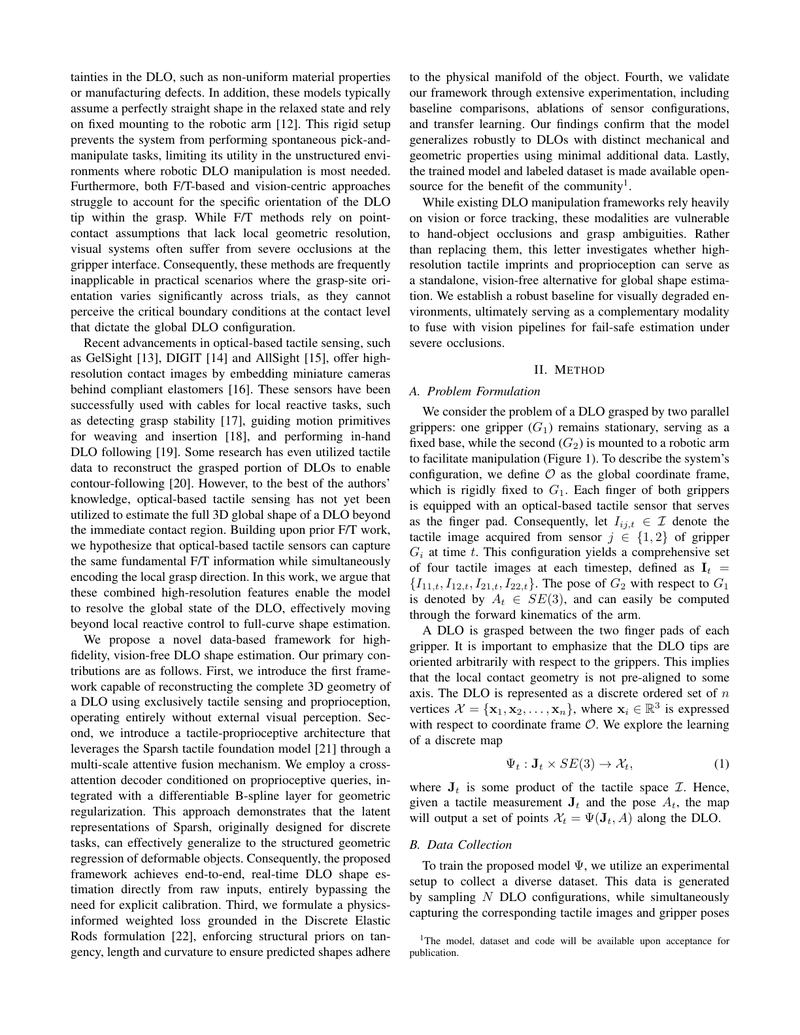 tainties in the DLO, such as non-uniform material properties
or manufacturing defects. In addition, these models typically
assume a perfectly straight shape in the relaxed state and rely
on fixed mounting to the robotic arm [12]. This rigid setup
prevents the system from performing spontaneous pick-and-
manipulate tasks, limiting its utility in the unstructured envi-
ronments where robotic DLO manipulation is most needed.
Furthermore, both F/T-based and vision-centric approaches
struggle to account for the specific orientation of the DLO
tip within the grasp. While F/T methods rely on point-
contact assumptions that lack local geometric resolution,
visual systems often suffer from severe occlusions at the
gripper interface. Consequently, these methods are frequently
inapplicable in practical scenarios where the grasp-site ori-
entation varies significantly across trials, as they cannot
perceive the critical boundary conditions at the contact level
that dictate the global DLO configuration.
Recent advancements in optical-based tactile sensing, such
as GelSight [13], DIGIT [14] and AllSight [15], offer high-
resolution contact images by embedding miniature cameras
behind compliant elastomers [16]. These sensors have been
successfully used with cables for local reactive tasks, such
as detecting grasp stability [17], guiding motion primitives
for weaving and insertion [18], and performing in-hand
DLO following [19]. Some research has even utilized tactile
data to reconstruct the grasped portion of DLOs to enable
contour-following [20]. However, to the best of the authors'
knowledge, optical-based tactile sensing has not yet been
utilized to estimate the full 3D global shape of a DLO beyond
the immediate contact region. Building upon prior F/T work,
we hypothesize that optical-based tactile sensors can capture
the same fundamental F/T information while simultaneously
encoding the local grasp direction. In this work, we argue that
these combined high-resolution features enable the model
to resolve the global state of the DLO, effectively moving
beyond local reactive control to full-curve shape estimation.
We propose a novel data-based framework for high-
fidelity, vision-free DLO shape estimation. Our primary con-
tributions are as follows. First, we introduce the first frame-
work capable of reconstructing the complete 3D geometry of
a DLO using exclusively tactile sensing and proprioception,
operating entirely without external visual perception. Sec-
ond, we introduce a tactile-proprioceptive architecture that
leverages the Sparsh tactile foundation model [21] through a
multi-scale attentive fusion mechanism. We employ a cross-
attention decoder conditioned on proprioceptive queries, in-
tegrated with a differentiable B-spline layer for geometric
regularization. This approach demonstrates that the latent
representations of Sparsh, originally designed for discrete
tasks, can effectively generalize to the structured geometric
regression of deformable objects. Consequently, the proposed
framework achieves end-to-end, real-time DLO shape es-
timation directly from raw inputs, entirely bypassing the
need for explicit calibration. Third, we formulate a physics-
informed weighted loss grounded in the Discrete Elastic
Rods formulation [22], enforcing structural priors on tan-
gency, length and curvature to ensure predicted shapes adhere
to the physical manifold of the object. Fourth, we validate
our framework through extensive experimentation, including
baseline comparisons, ablations of sensor configurations,
and transfer learning. Our findings confirm that the model
generalizes robustly to DLOs with distinct mechanical and
geometric properties using minimal additional data. Lastly,
the trained model and labeled dataset is made available open-
source for the benefit of the community¹.
While existing DLO manipulation frameworks rely heavily
on vision or force tracking, these modalities are vulnerable
to hand-object occlusions and grasp ambiguities. Rather
than replacing them, this letter investigates whether high-
resolution tactile imprints and proprioception can serve as
a standalone, vision-free alternative for global shape estima-
tion. We establish a robust baseline for visually degraded en-
vironments, ultimately serving as a complementary modality
to fuse with vision pipelines for fail-safe estimation under
severe occlusions.
II. METHOD
A. Problem Formulation
We consider the problem of a DLO grasped by two parallel
grippers: one gripper (G₁) remains stationary, serving as a
fixed base, while the second (G₂) is mounted to a robotic arm
to facilitate manipulation (Figure 1). To describe the system's
configuration, we define 𝒪 as the global coordinate frame,
which is rigidly fixed to G₁. Each finger of both grippers
is equipped with an optical-based tactile sensor that serves
as the finger pad. Consequently, let I_{ij,t} ∈ ℐ denote the
tactile image acquired from sensor j ∈ {1, 2} of gripper
G_i at time t. This configuration yields a comprehensive set
of four tactile images at each timestep, defined as 𝐈_t =
{I_{11,t}, I_{12,t}, I_{21,t}, I_{22,t}}. The pose of G₂ with respect to G₁
is denoted by A_t ∈ SE(3), and can easily be computed
through the forward kinematics of the arm.
A DLO is grasped between the two finger pads of each
gripper. It is important to emphasize that the DLO tips are
oriented arbitrarily with respect to the grippers. This implies
that the local contact geometry is not pre-aligned to some
axis. The DLO is represented as a discrete ordered set of n
vertices 𝒳 = {𝐱₁, 𝐱₂, . . . , 𝐱_n}, where 𝐱_i ∈ ℝ³ is expressed
with respect to coordinate frame 𝒪. We explore the learning
of a discrete map
Ψ_t : 𝐉_t × SE(3) → 𝒳_t, (1)
where 𝐉_t is some product of the tactile space ℐ. Hence,
given a tactile measurement 𝐉_t and the pose A_t, the map
will output a set of points 𝒳_t = Ψ(𝐉_t, A) along the DLO.
B. Data Collection
To train the proposed model Ψ, we utilize an experimental
setup to collect a diverse dataset. This data is generated
by sampling N DLO configurations, while simultaneously
capturing the corresponding tactile images and gripper poses
¹The model, dataset and code will be available upon acceptance for
publication.